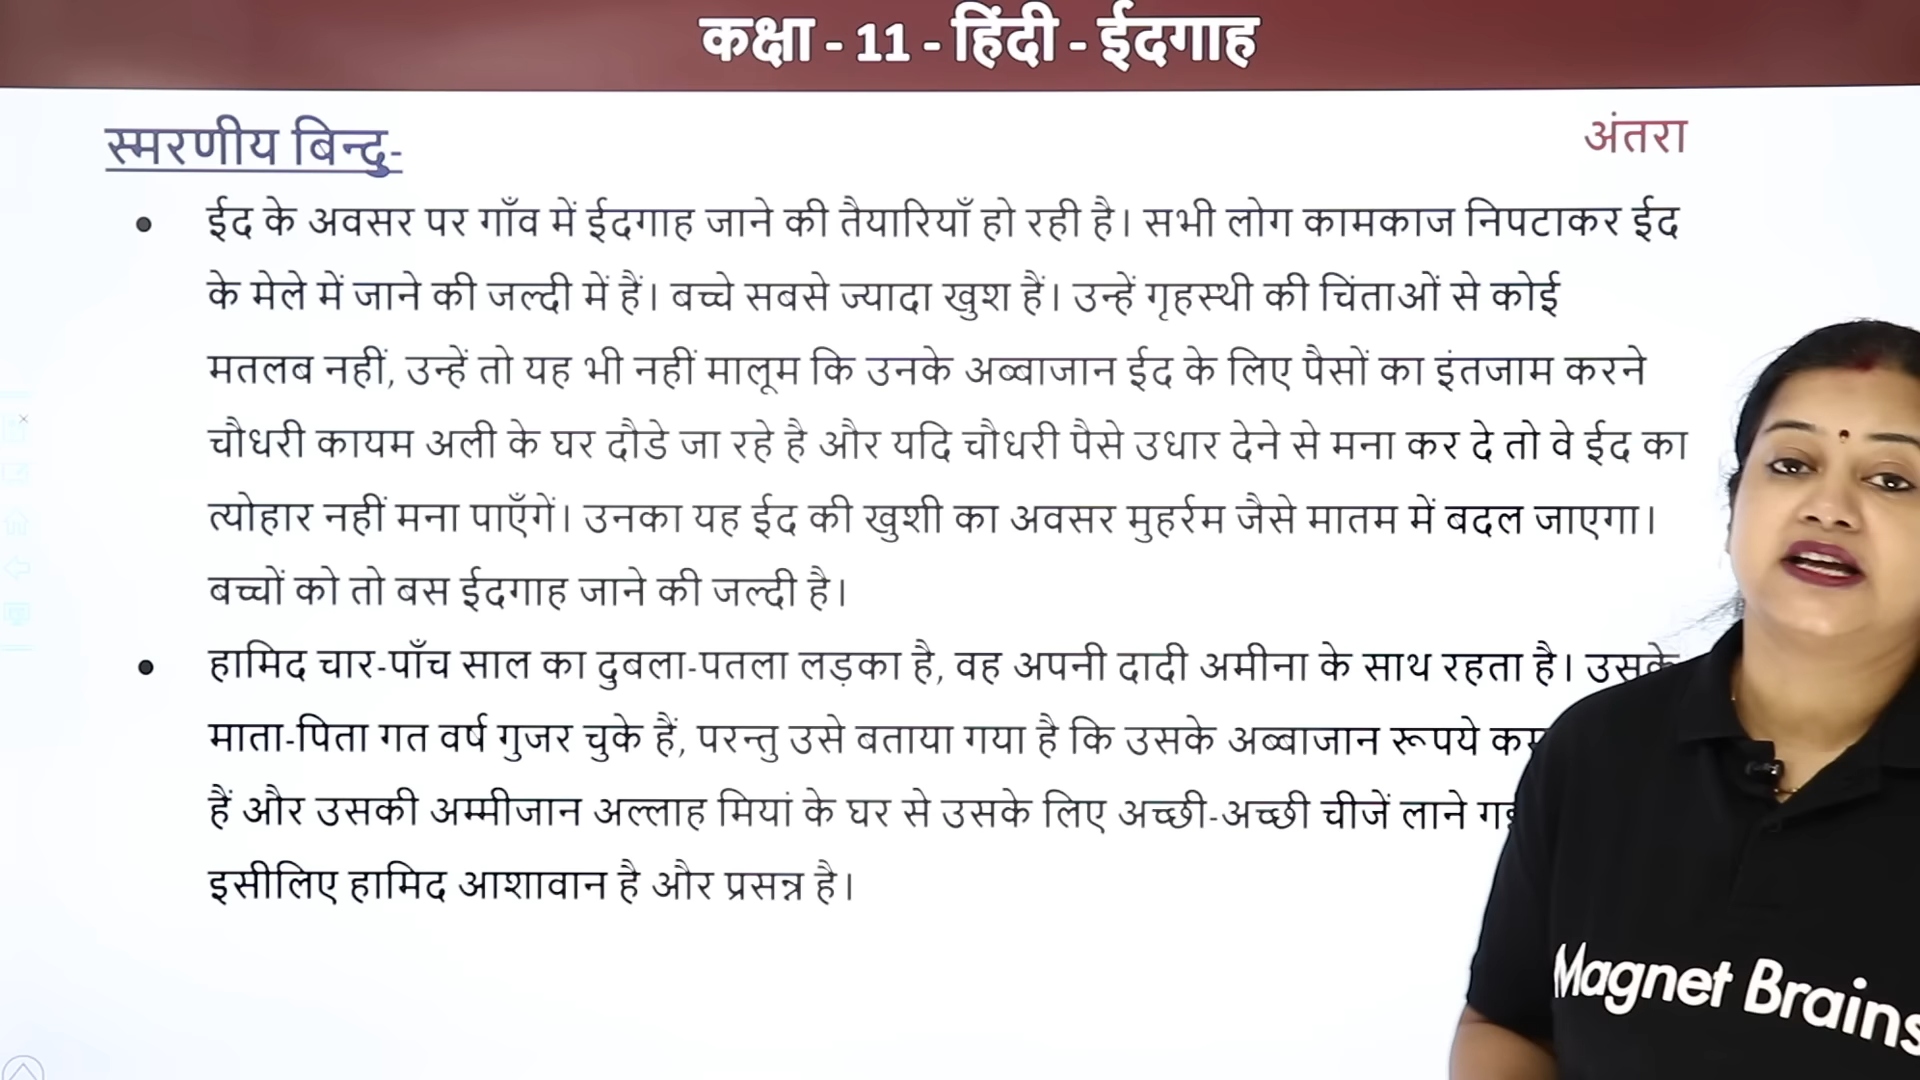 कक्षा - 11 - हिंदी - ईदगाह
स्मरणीय बिन्दु-
अंतरा
ईद के अवसर पर गाँव में ईदगाह जाने की तैयारियाँ हो रही है। सभी लोग कामकाज निपटाकर ईद
के मेले में जाने की जल्दी में हैं। बच्चे सबसे ज्यादा खुश हैं। उन्हें गृहस्थी की चिंताओं से कोई
मतलब नहीं, उन्हें तो यह भी नहीं मालूम कि उनके अब्बाजान ईद के लिए पैसों का इंतजाम करने
चौधरी कायम अली के घर दौडे जा रहे है और यदि चौधरी पैसे उधार देने से मना कर दे तो वे ईद का
त्योहार नहीं मना पाएँगें। उनका यह ईद की खुशी का अवसर मुहर्रम जैसे मातम में बदल जाएगा।
बच्चों को तो बस ईदगाह जाने की जल्दी है।
हामिद चार-पाँच साल का दुबला-पतला लड़का है, वह अपनी दादी अमीना के साथ रहता है। उसके
माता-पिता गत वर्ष गुजर चुके हैं, परन्तु उसे बताया गया है कि उसके अब्बाजान रूपये
हैं और उसकी अम्मीजान अल्लाह मियां के घर से उसके लिए अच्छी-अच्छी चीजें लाने
इसीलिए हामिद आशावान है और प्रसन्न है।
Magnet Brains